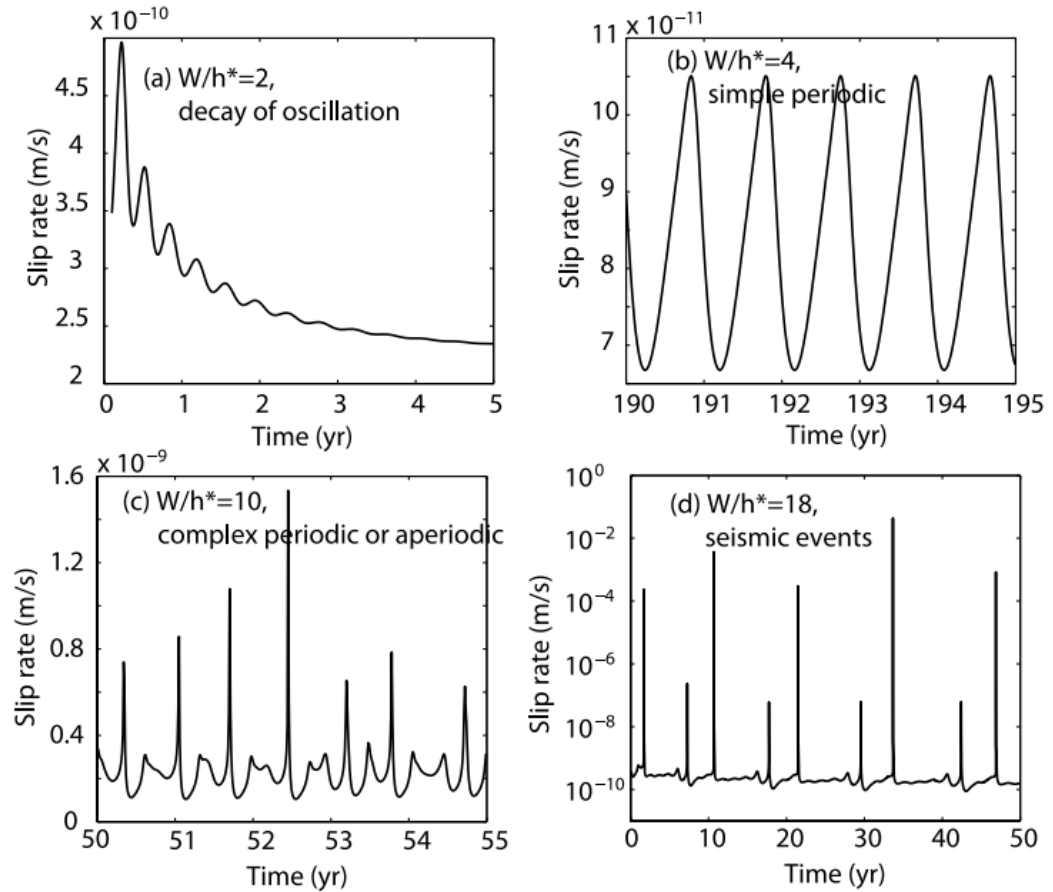 x 10⁻¹⁰
4.5
4
3.5
3
2.5
2
Slip rate (m/s)
(a) W/h*=2,
decay of oscillation
0 1 2 3 4 5
Time (yr)
x 10⁻¹¹
11
10
9
8
7
Slip rate (m/s)
(b) W/h*=4,
simple periodic
190 191 192 193 194 195
Time (yr)
x 10⁻⁹
1.6
1.2
0.8
0.4
0
Slip rate (m/s)
(c) W/h*=10,
complex periodic or aperiodic
50 51 52 53 54 55
Time (yr)
10⁰
10⁻²
10⁻⁴
10⁻⁶
10⁻⁸
10⁻¹⁰
Slip rate (m/s)
(d) W/h*=18,
seismic events
0 10 20 30 40 50
Time (yr)